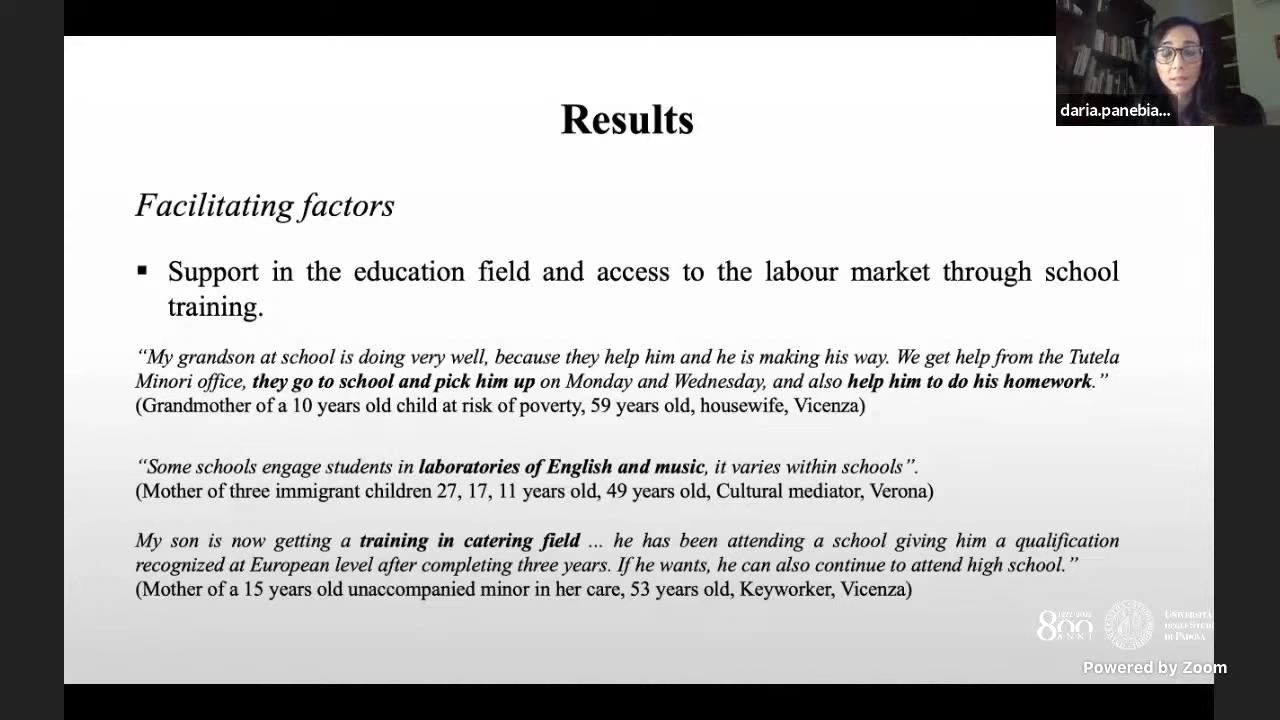 daria.panebia...
Results
Facilitating factors
▪ Support in the education field and access to the labour market through school
training.
“My grandson at school is doing very well, because they help him and he is making his way. We get help from the Tutela
Minori office, they go to school and pick him up on Monday and Wednesday, and also help him to do his homework.”
(Grandmother of a 10 years old child at risk of poverty, 59 years old, housewife, Vicenza)
“Some schools engage students in laboratories of English and music, it varies within schools”.
(Mother of three immigrant children 27, 17, 11 years old, 49 years old, Cultural mediator, Verona)
My son is now getting a training in catering field ... he has been attending a school giving him a qualification
recognized at European level after completing three years. If he wants, he can also continue to attend high school.”
(Mother of a 15 years old unaccompanied minor in her care, 53 years old, Keyworker, Vicenza)
1222-2022
800
ANNI
UNIVERSITÀ
DEGLI STUDI
DI PADOVA
Powered by Zoom